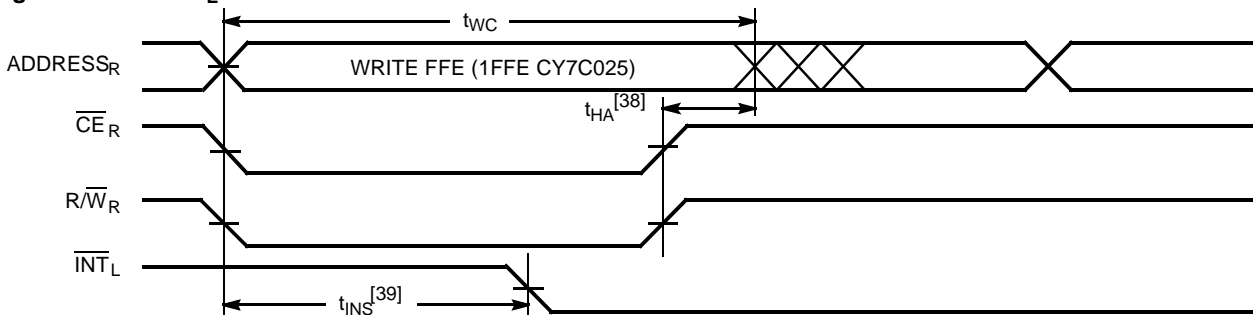 tWC
ADDRESSR
WRITE FFE (1FFE CY7C025)
tHA[38]
CER
R/WR
INTL
tINS[39]